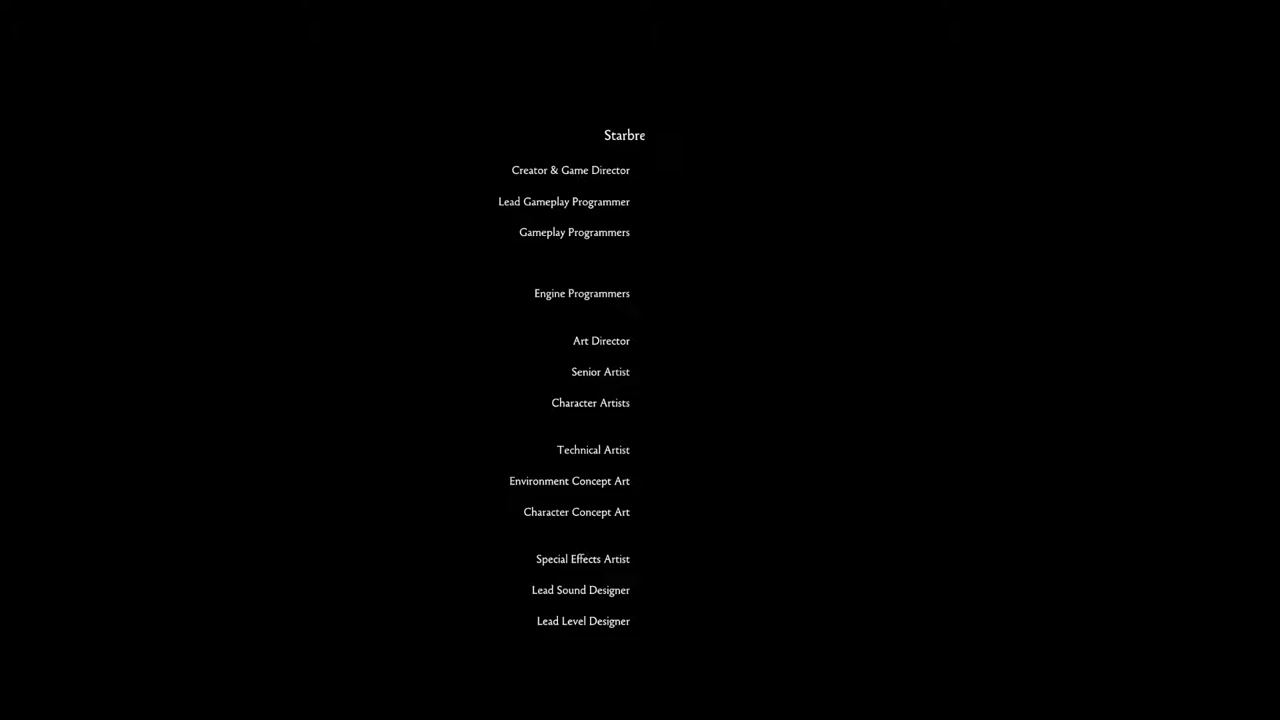 Starbre
Creator & Game Director
Lead Gameplay Programmer
Gameplay Programmers
Engine Programmers
Art Director
Senior Artist
Character Artists
Technical Artist
Environment Concept Art
Character Concept Art
Special Effects Artist
Lead Sound Designer
Lead Level Designer